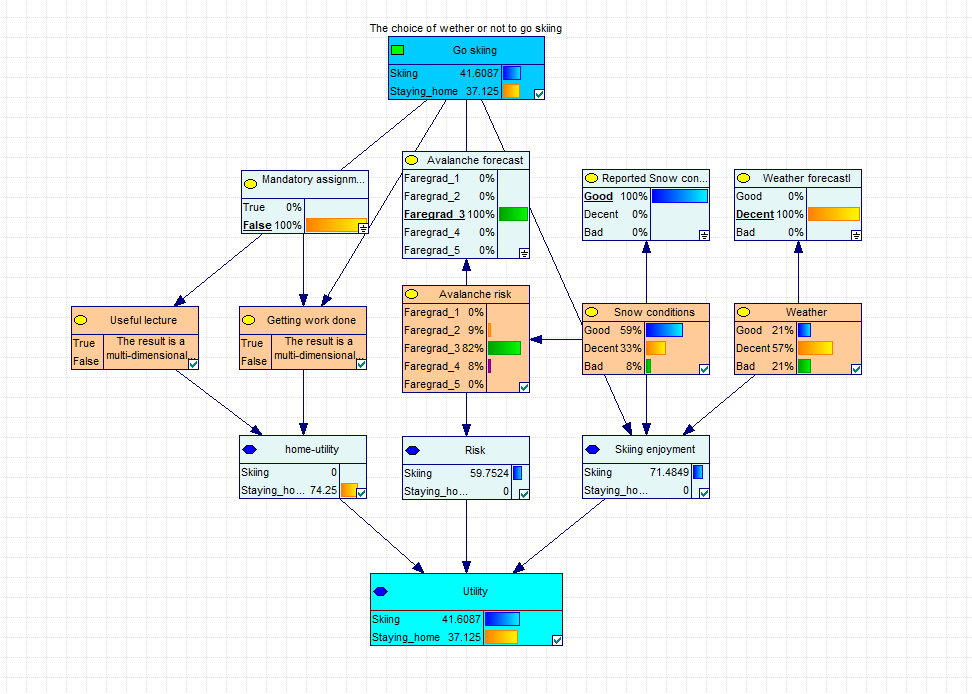 The choice of wether or not to go skiing
Go skiing
Skiing 41.6087
Staying_home 37.125
Mandatory assignm...
True 0%
False 100%
Avalanche forecast
Faregrad_1 0%
Faregrad_2 0%
Faregrad_3 100%
Faregrad_4 0%
Faregrad_5 0%
Reported Snow con...
Good 100%
Decent 0%
Bad 0%
Weather forecastl
Good 0%
Decent 100%
Bad 0%
Useful lecture
True
False
The result is a
multi-dimensional...
Getting work done
True
False
The result is a
multi-dimensional...
Avalanche risk
Faregrad_1 0%
Faregrad_2 9%
Faregrad_3 82%
Faregrad_4 8%
Faregrad_5 0%
Snow conditions
Good 59%
Decent 33%
Bad 8%
Weather
Good 21%
Decent 57%
Bad 21%
home-utility
Skiing 0
Staying_ho... 74.25
Risk
Skiing 59.7524
Staying_ho... 0
Skiing enjoyment
Skiing 71.4849
Staying_ho... 0
Utility
Skiing 41.6087
Staying_home 37.125